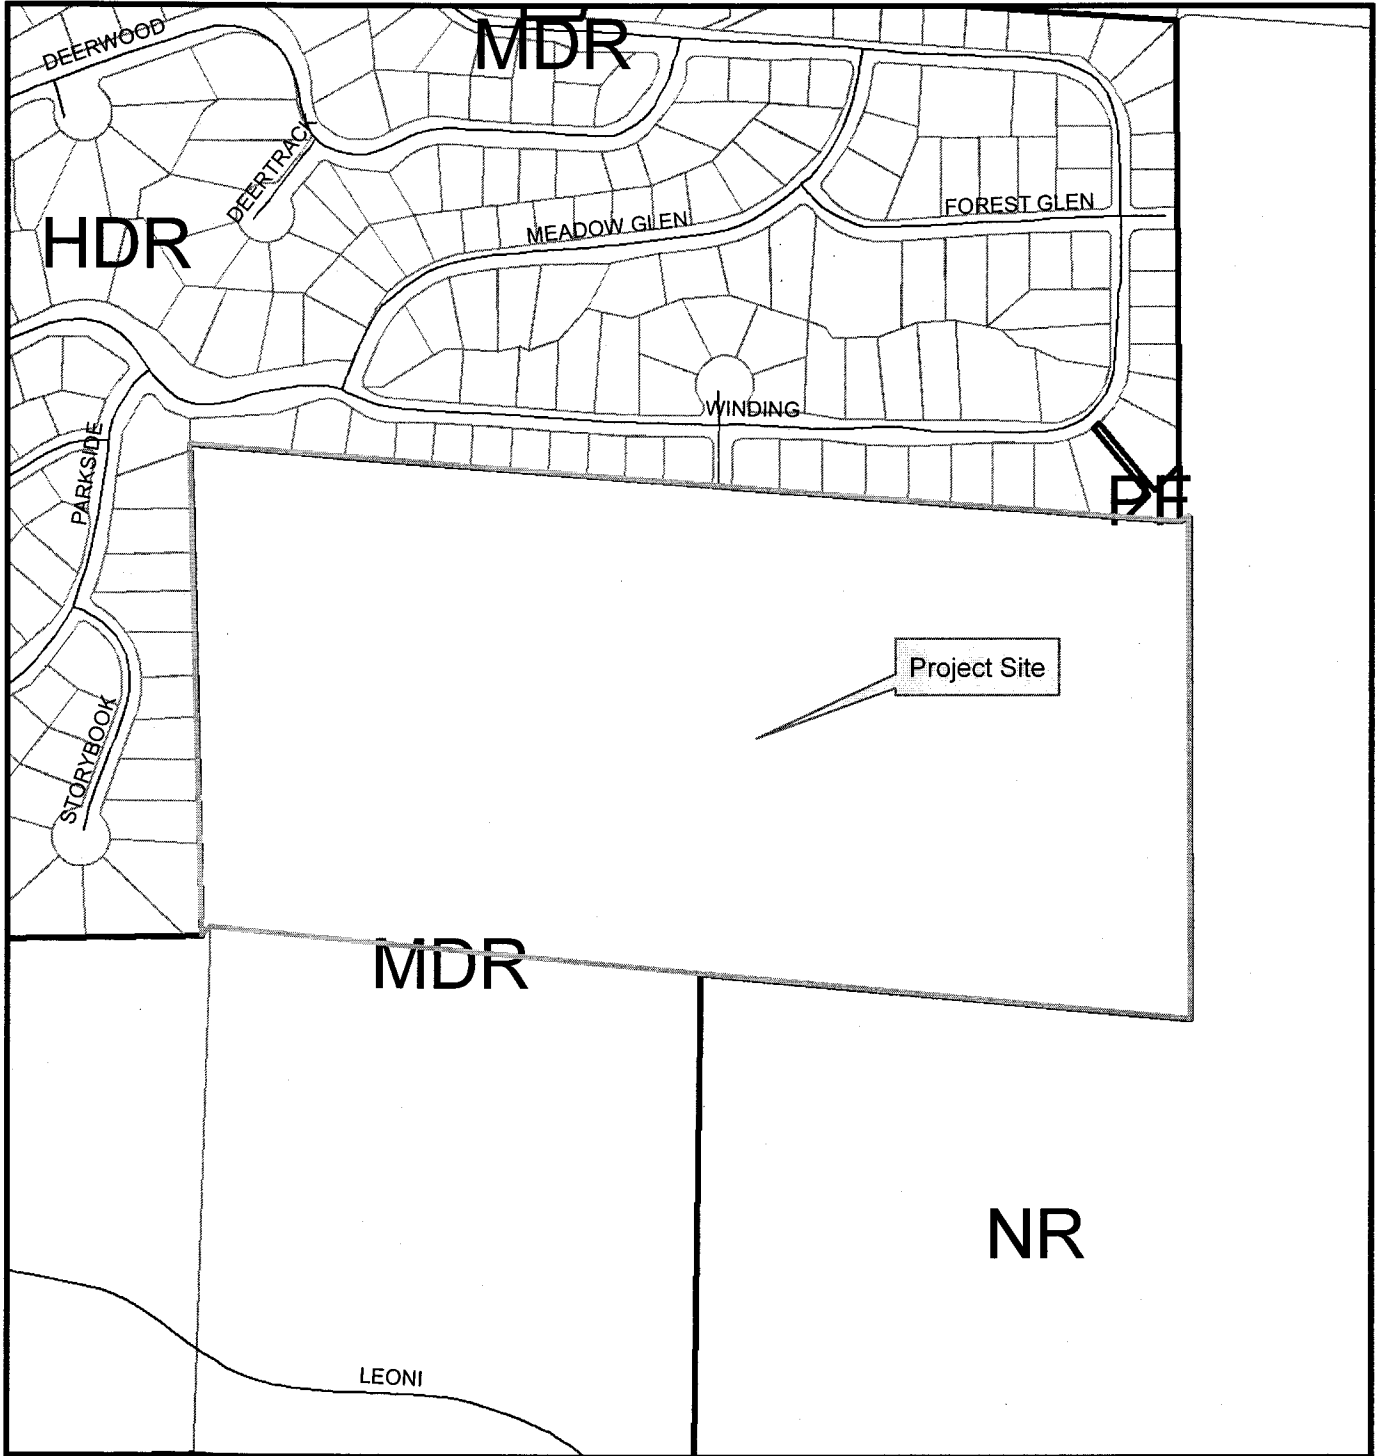 DEERWOOD
MDR
DEERTRACK
HDR
MEADOW GLEN
FOREST GLEN
WINDING
PARKSIDE
PF
Project Site
STORYBOOK
MDR
NR
LEONI